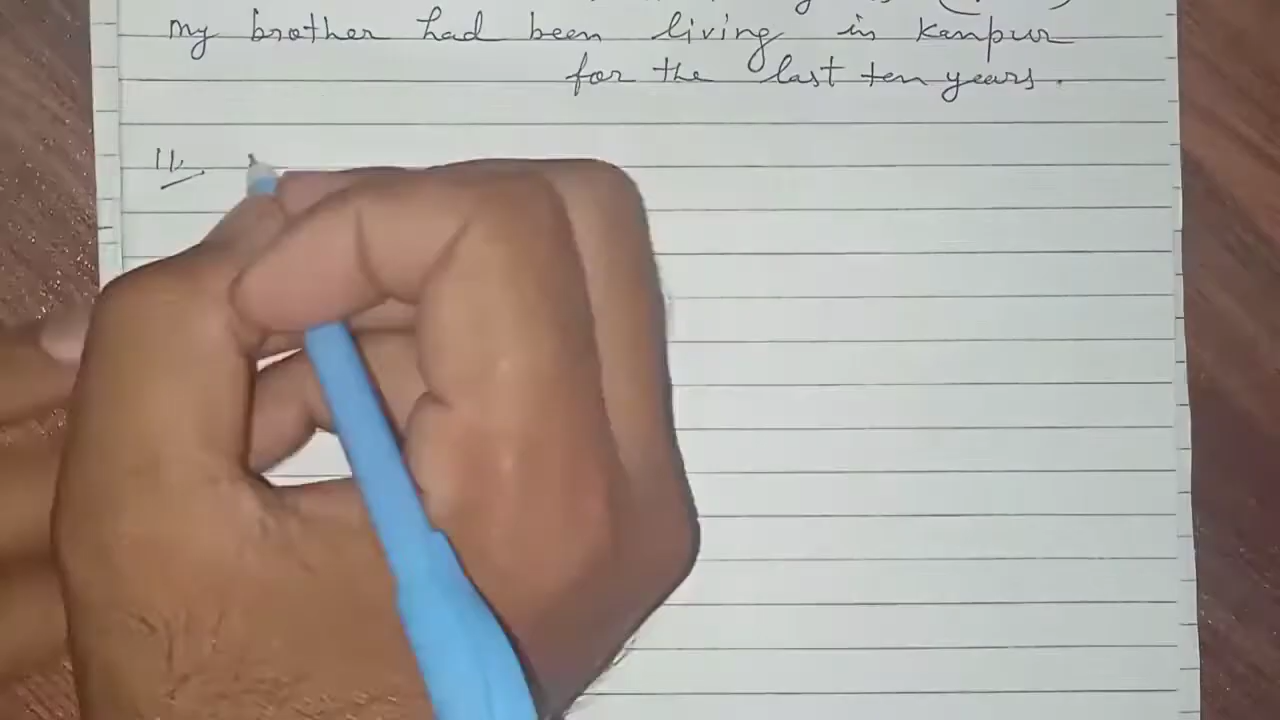 my brother had been living in Kanpur
for the last ten years.
11,